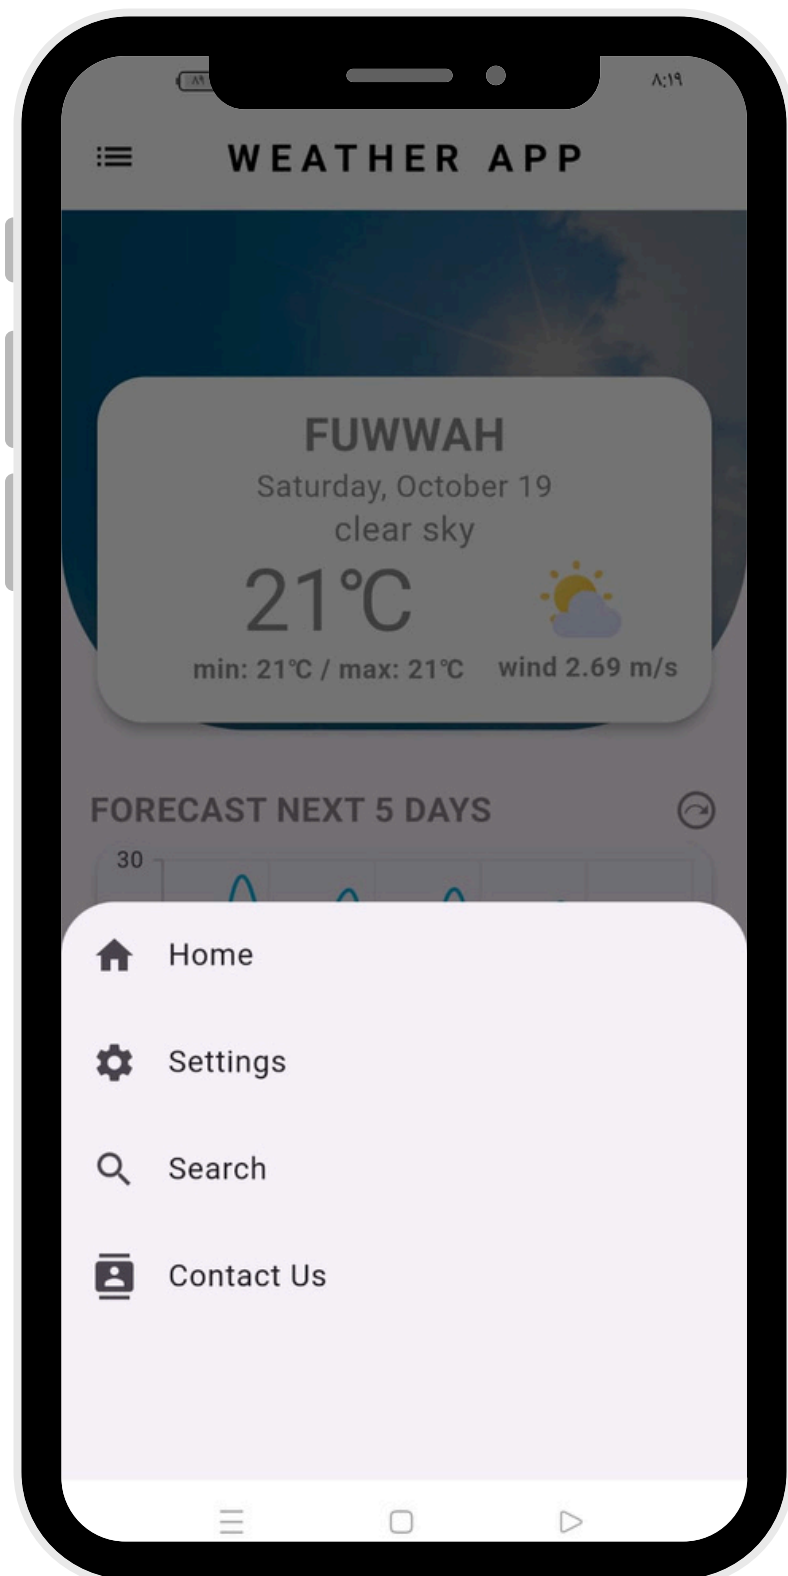 ٨٩
٨:١٩
WEATHER APP
FUWWAH
Saturday, October 19
clear sky
21℃
min: 21℃ / max: 21℃
wind 2.69 m/s
FORECAST NEXT 5 DAYS
30
Home
Settings
Search
Contact Us